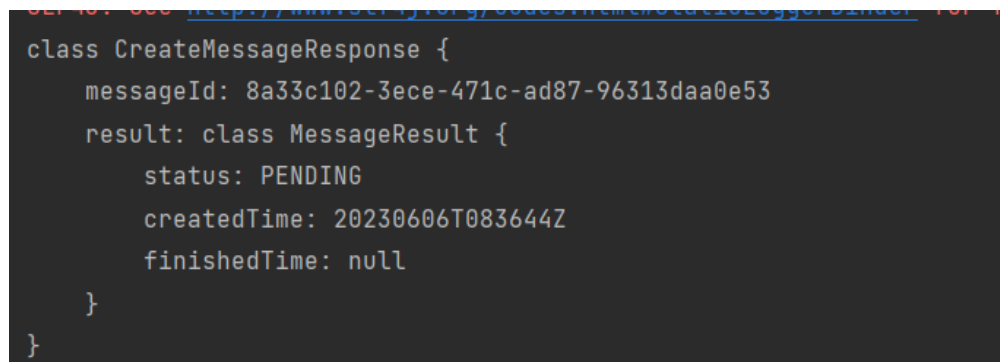 class CreateMessageResponse {
messageId: 8a33c102-3ece-471c-ad87-96313daa0e53
result: class MessageResult {
status: PENDING
createdTime: 20230606T083644Z
finishedTime: null
}
}